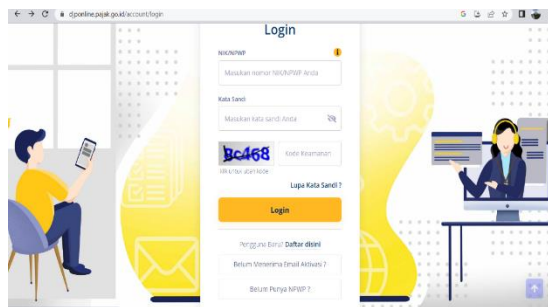 djponline.pajak.go.id/account/login
Login
NIK/NPWP
Masukan nomor NIK/NPWP Anda
Kata Sandi
Masukan kata sandi Anda
Bc468
Kode Keamanan
Lupa Kata Sandi ?
Login
Pengguna Baru? Daftar disini
Belum Menerima Email Aktivasi ?
Belum Punya NPWP ?